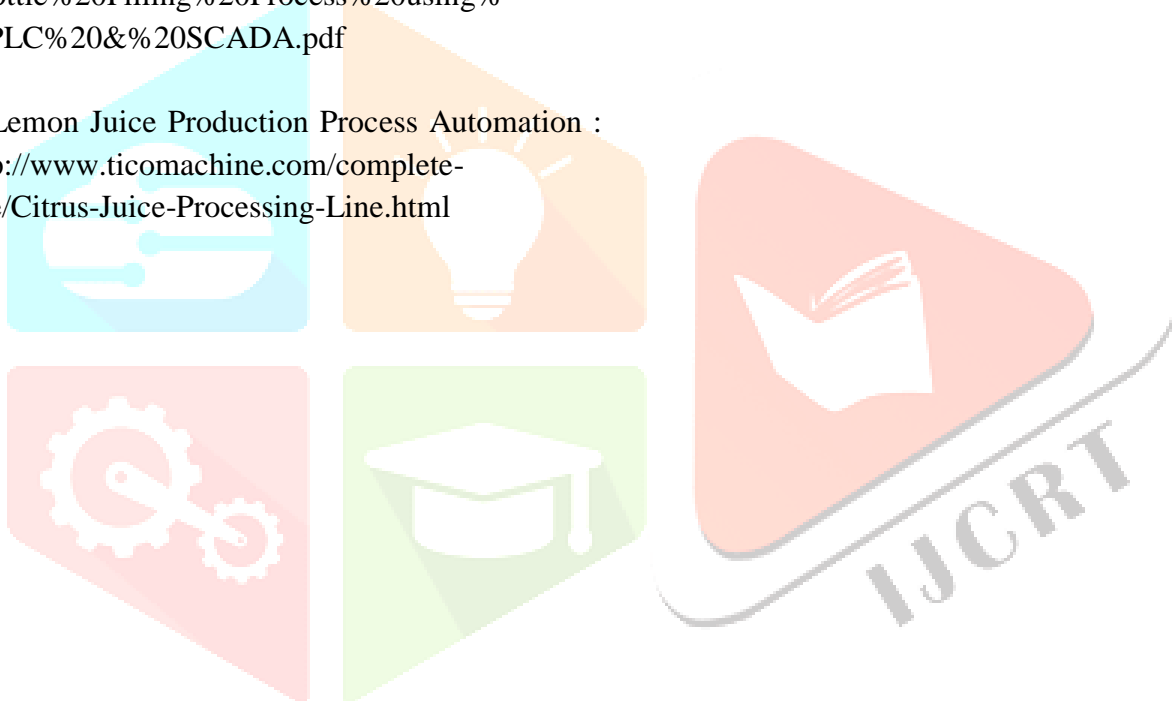 ottle%20Filling%20Process%20using%
PLC%20&%20SCADA.pdf
Lemon Juice Production Process Automation :
p://www.ticomachine.com/complete-
e/Citrus-Juice-Processing-Line.html
IJCRT